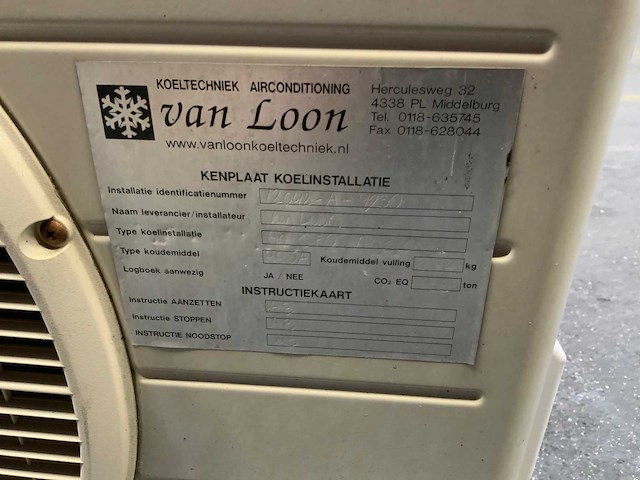 KOELTECHNIEK AIRCONDITIONING
van Loon
www.vanloonkoeltechniek.nl
Herculesweg 32
4338 PL Middelburg
Tel. 0118-635745
Fax 0118-628044
KENPLAAT KOELINSTALLATIE
Installatie identificatienummer
Naam leverancier/installateur
Type koelinstallatie
Type koudemiddel Koudemiddel vulling kg
Logboek aanwezig JA / NEE CO₂ EQ ton
INSTRUCTIEKAART
Instructie AANZETTEN
Instructie STOPPEN
INSTRUCTIE NOODSTOP